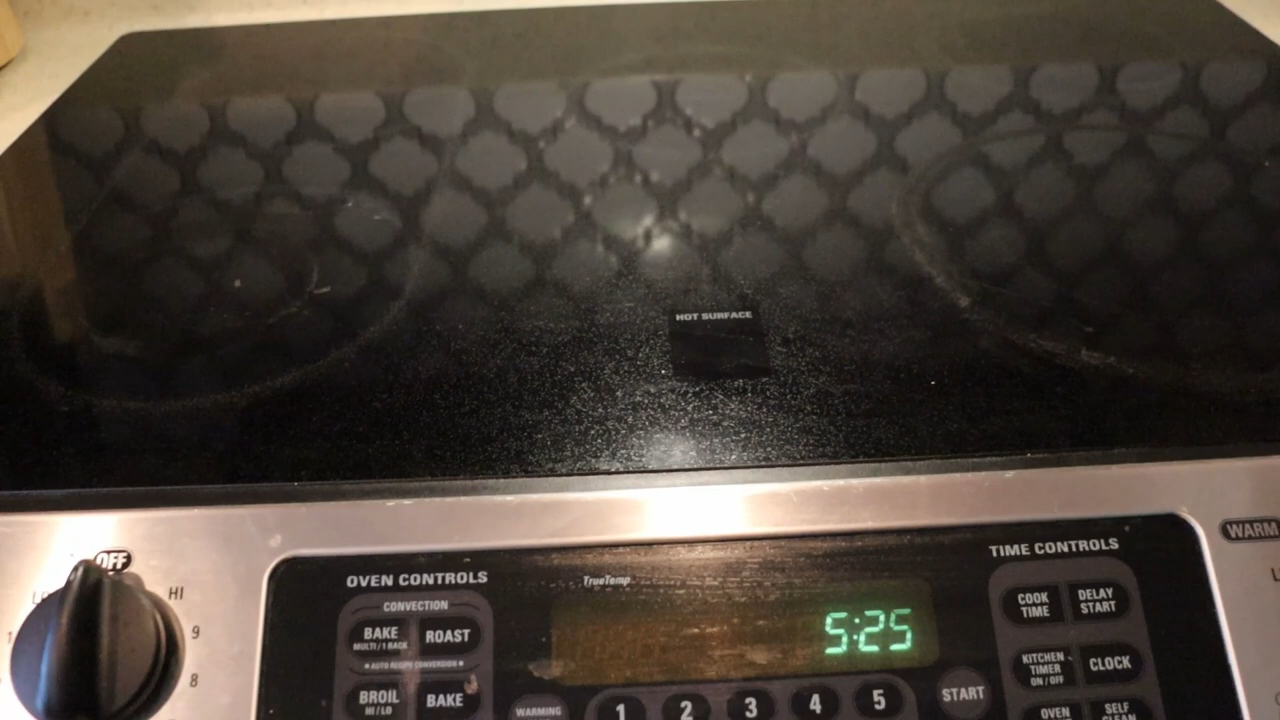 HOT SURFACE
OFF
LO
HI
9
8
1
OVEN CONTROLS
CONVECTION
BAKE
MULTI/1 RACK
ROAST
AUTO RECIPE CONVERSION
BROIL
HI/LO
BAKE
WARMING
TrueTemp
5:25
1 2 3 4 5
START
TIME CONTROLS
COOK
TIME
DELAY
START
KITCHEN
TIMER
ON/OFF
CLOCK
OVEN
SELF
CLEAN
WARM